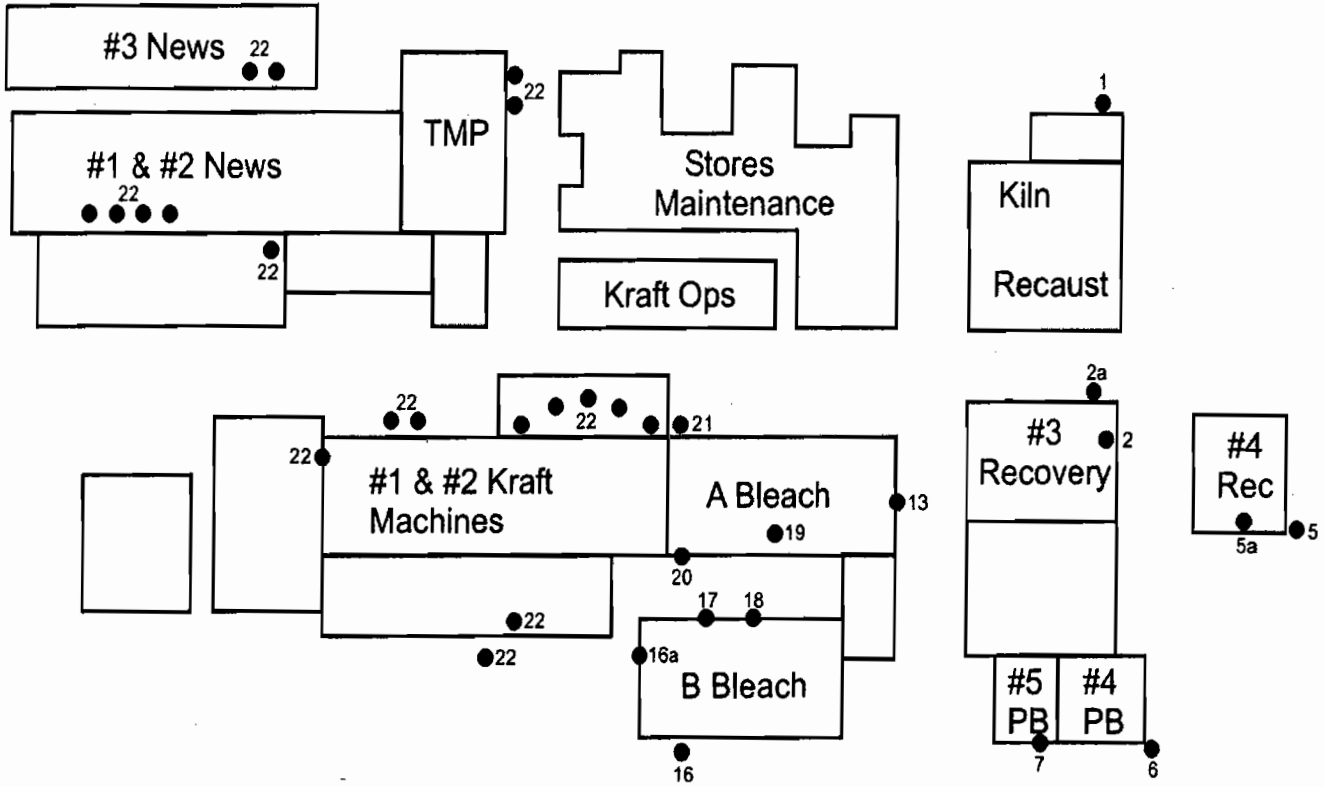 #3 News
22
22
TMP
#1 & #2 News
22
22
Stores
Maintenance
Kraft Ops
1
Kiln
Recaust
22
22
21
22
#1 & #2 Kraft
Machines
A Bleach
13
19
20
22
22
17
18
16a
B Bleach
16
2a
#3
2
Recovery
#4
Rec
5a
5
#5
PB
#4
PB
7
6